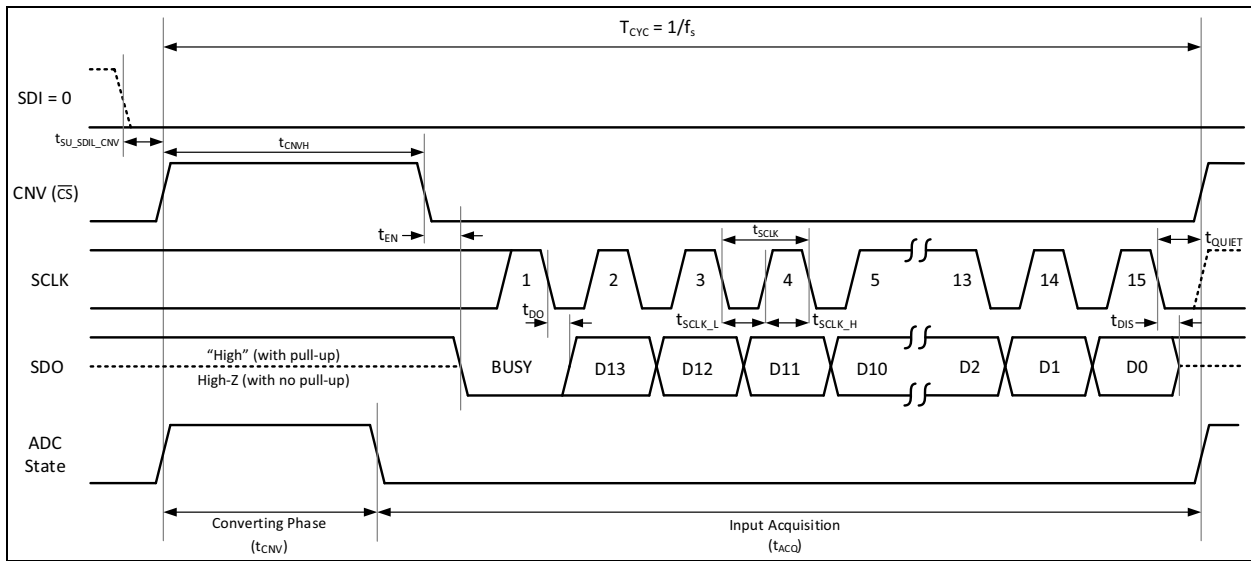 T_CYC = 1/f_s
SDI = 0
t_SU_SDIL_CNV
t_CNVH
CNV (C̅S̅)
t_EN
t_SCLK
t_QUIET
SCLK
1 2 3 4 5 13 14 15
t_DO
t_SCLK_L
t_SCLK_H
t_DIS
SDO
“High” (with pull-up)
High-Z (with no pull-up)
BUSY D13 D12 D11 D10 D2 D1 D0
ADC
State
Converting Phase
(t_CNV)
Input Acquisition
(t_ACQ)